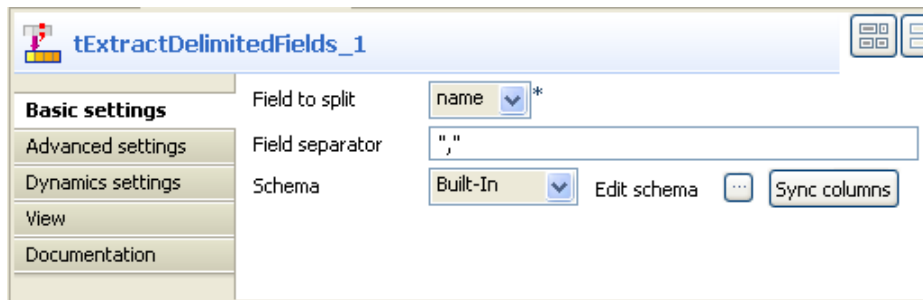 tExtractDelimitedFields_1
Basic settings
Advanced settings
Dynamics settings
View
Documentation
Field to split name *
Field separator ","
Schema Built-In Edit schema ... Sync columns